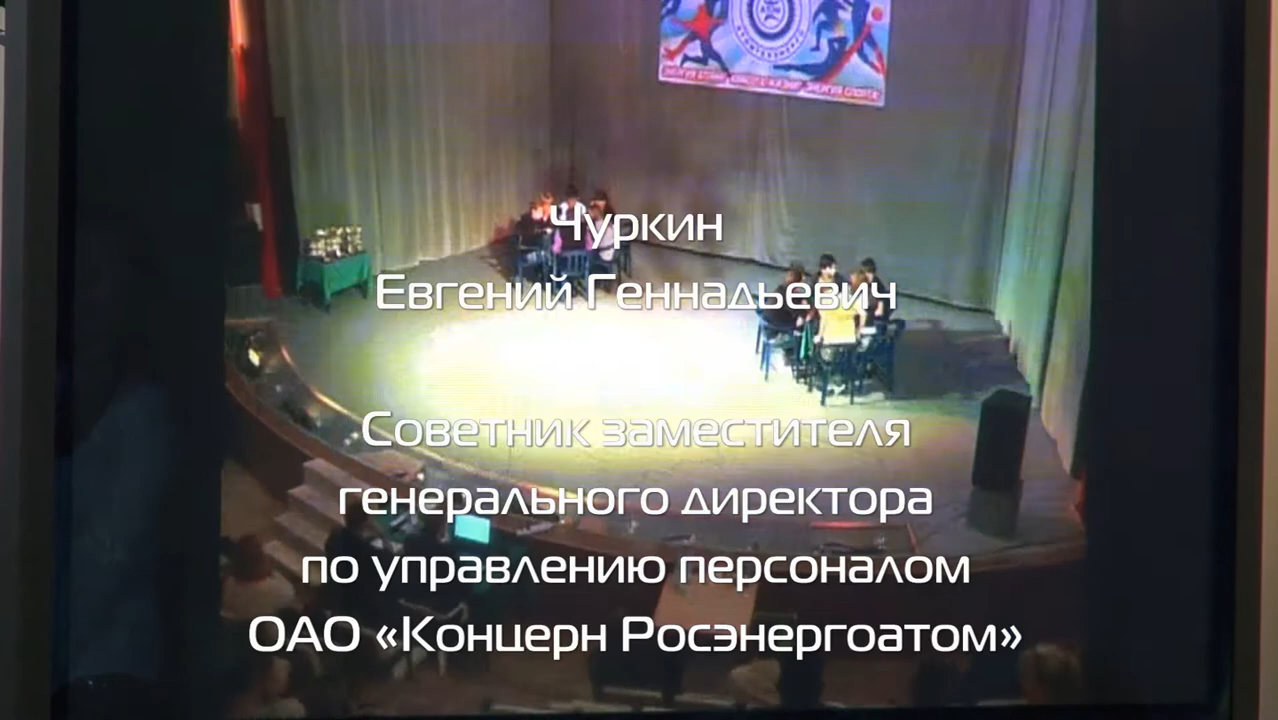 Чуркин
Евгений Геннадьевич
Советник заместителя
генерального директора
по управлению персоналом
ОАО «Концерн Росэнергоатом»